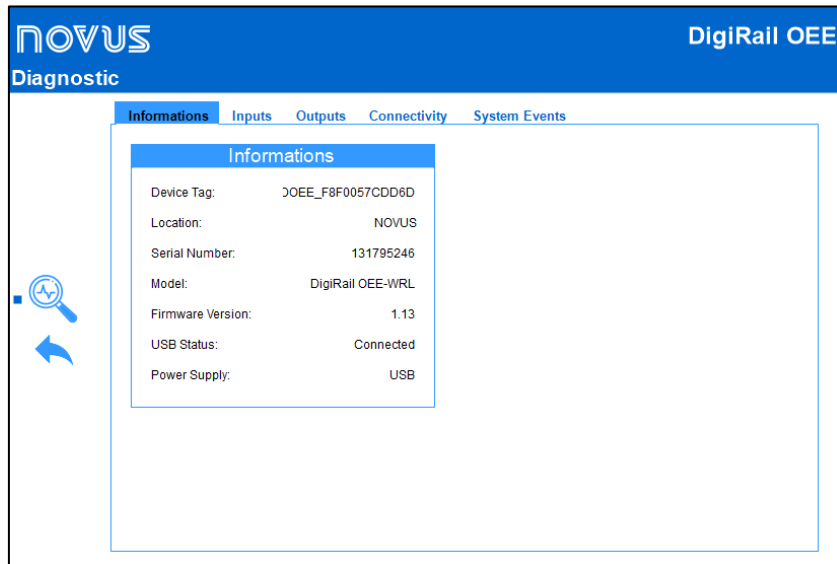 NOVUS
DigiRail OEE
Diagnostic
Informations Inputs Outputs Connectivity System Events
Informations
Device Tag: OOEE_F8F0057CDD6D
Location: NOVUS
Serial Number: 131795246
Model: DigiRail OEE-WRL
Firmware Version: 1.13
USB Status: Connected
Power Supply: USB